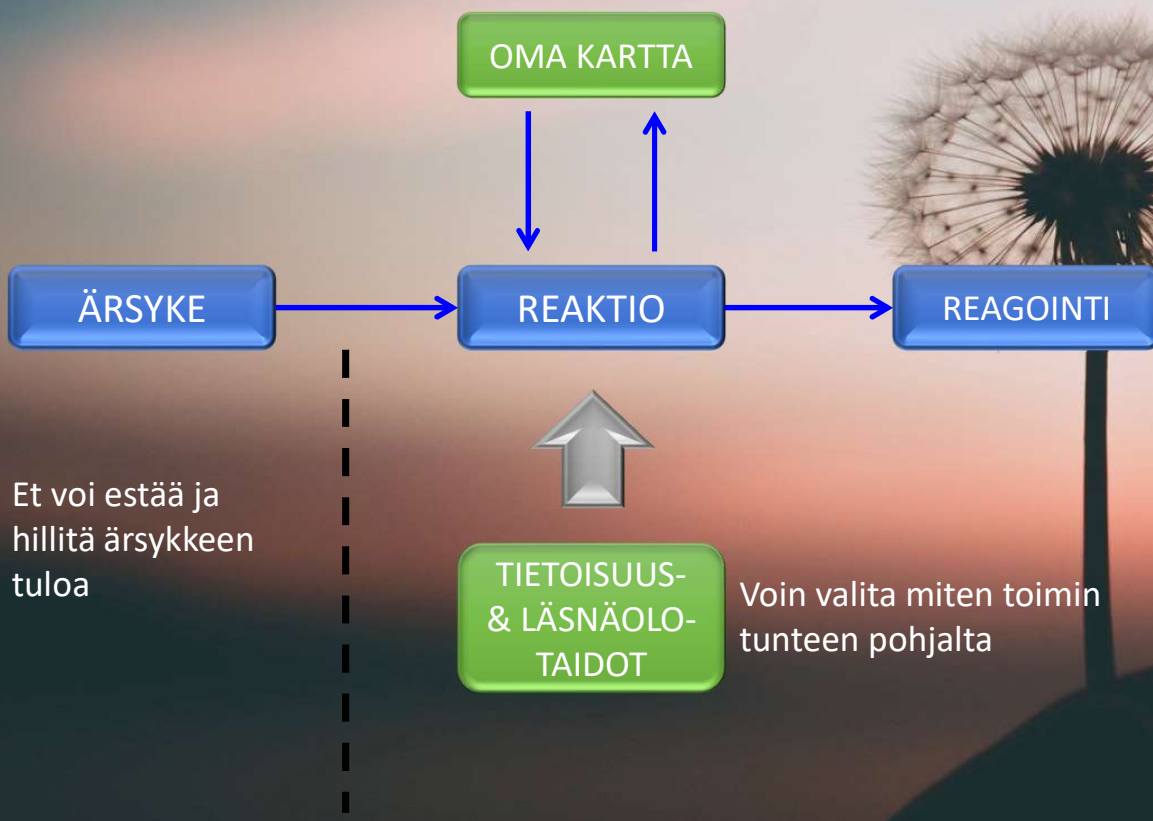 OMA KARTTA
ÄRSYKE
REAKTIO
REAGOINTI
Et voi estää ja
hillitä ärsykkeen
tuloa
TIETOISUUS-
& LÄSNÄOLO-
TAIDOT
Voin valita miten toimin
tunteen pohjalta